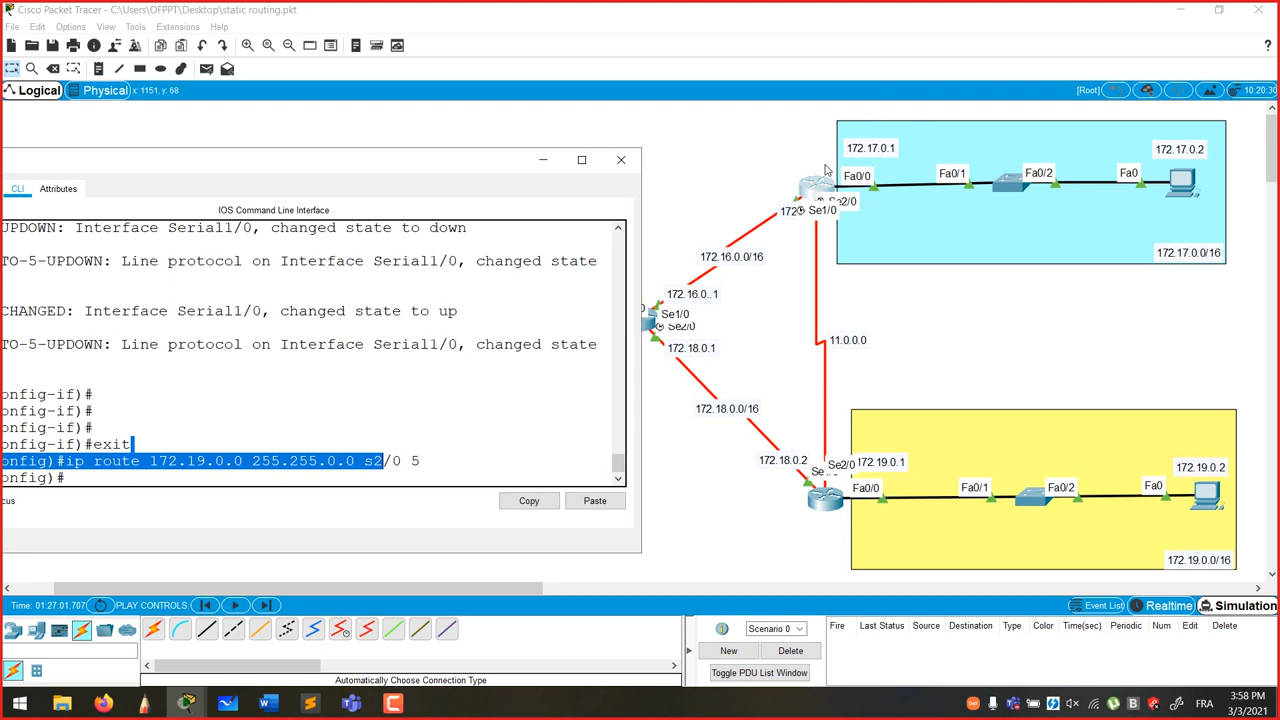 Cisco Packet Tracer - C:\Users\OFPPT\Desktop\static routing.pkt
File Edit Options View Tools Extensions Help
Logical Physical x: 1151, y: 68 [Root] 10:20:30
CLI Attributes
IOS Command Line Interface
UPDOWN: Interface Serial1/0, changed state to down
TO-5-UPDOWN: Line protocol on Interface Serial1/0, changed state
CHANGED: Interface Serial1/0, changed state to up
TO-5-UPDOWN: Line protocol on Interface Serial1/0, changed state
onfig-if)#
onfig-if)#
onfig-if)#
onfig-if)#exit
onfig)#ip route 172.19.0.0 255.255.0.0 s2/0 5
onfig)#
ocus
Copy Paste
172.17.0.1
172.17.0.2
Fa0/0 Fa0/1 Fa0/2 Fa0
Se2/0
172 Se1/0
172.17.0.0/16
172.16.0.0/16
172.16.0..1
0 Se1/0
Se2/0
172.18.0.1
11.0.0.0
172.18.0.0/16
172.18.0.2
Se2/0 172.19.0.1
Se1
172.19.0.2
Fa0/0 Fa0/1 Fa0/2 Fa0
172.19.0.0/16
Time: 01:27:01.707 PLAY CONTROLS: Event List Realtime Simulation
Scenario 0
New Delete
Toggle PDU List Window
Fire Last Status Source Destination Type Color Time(sec) Periodic Num Edit Delete
Automatically Choose Connection Type
FRA
3:58 PM
3/3/2021